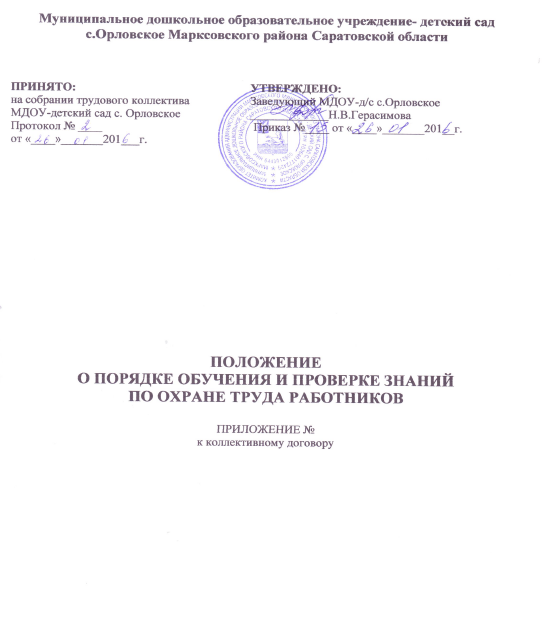 Муниципальное дошкольное образовательное учреждение- детский сад
с.Орловское Марксовского района Саратовской области
ПРИНЯТО:
на собрании трудового коллектива
МДОУ-детский сад с. Орловское
Протокол № 2
от « 26 » 01 2016 г.
УТВЕРЖДЕНО:
Заведующий МДОУ-д/с с.Орловское
Н.В.Герасимова
Приказ № 13 от « 26 » 01 2016 г.
ПОЛОЖЕНИЕ
О ПОРЯДКЕ ОБУЧЕНИЯ И ПРОВЕРКЕ ЗНАНИЙ
ПО ОХРАНЕ ТРУДА РАБОТНИКОВ
ПРИЛОЖЕНИЕ №
к коллективному договору